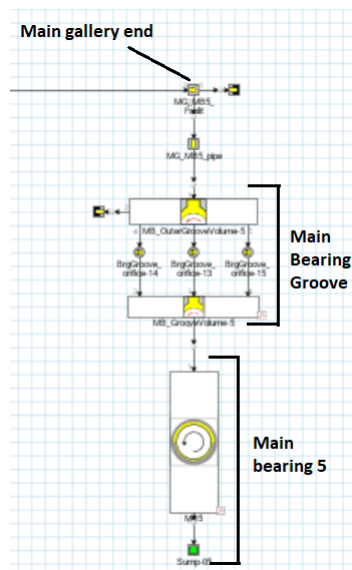 Main gallery end
MG_MB5_
MG_MB5_pipe
MB_OuterGrooveVolume-5
BrgGroove_ BrgGroove_ BrgGroove_
orifice-14 orifice-13 orifice-15
Main
Bearing
Groove
MB_GrooveVolume-5
Main
bearing 5
Sump-05